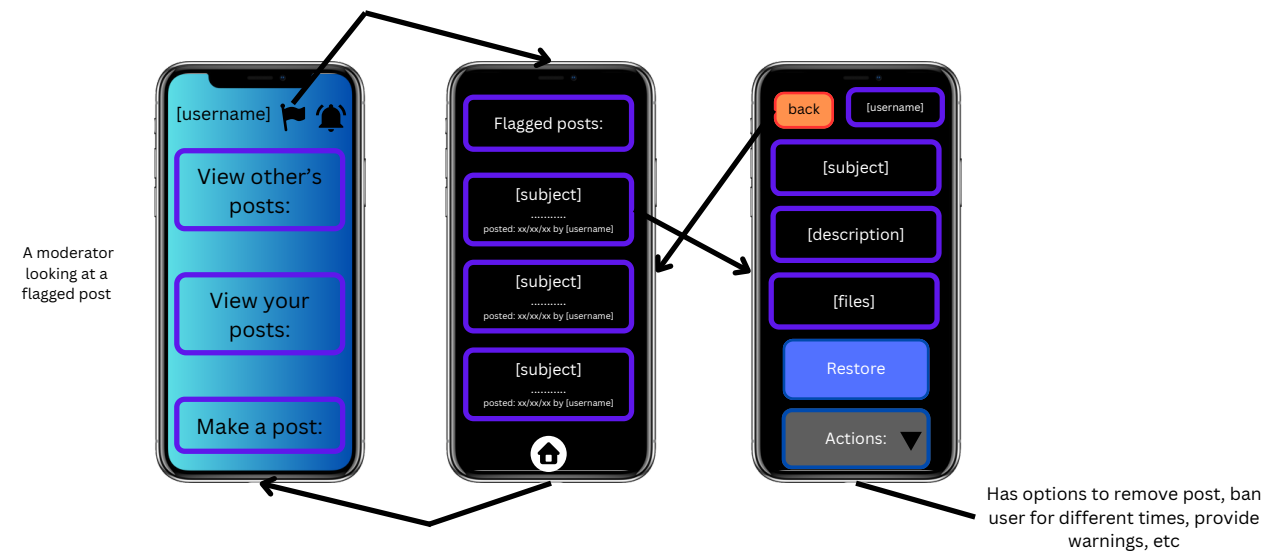 A moderator
looking at a
flagged post
[username]
View other's
posts:
View your
posts:
Make a post:
Flagged posts:
[subject]
...........
posted: xx/xx/xx by [username]
[subject]
...........
posted: xx/xx/xx by [username]
[subject]
...........
posted: xx/xx/xx by [username]
back
[username]
[subject]
[description]
[files]
Restore
Actions:
Has options to remove post, ban
user for different times, provide
warnings, etc